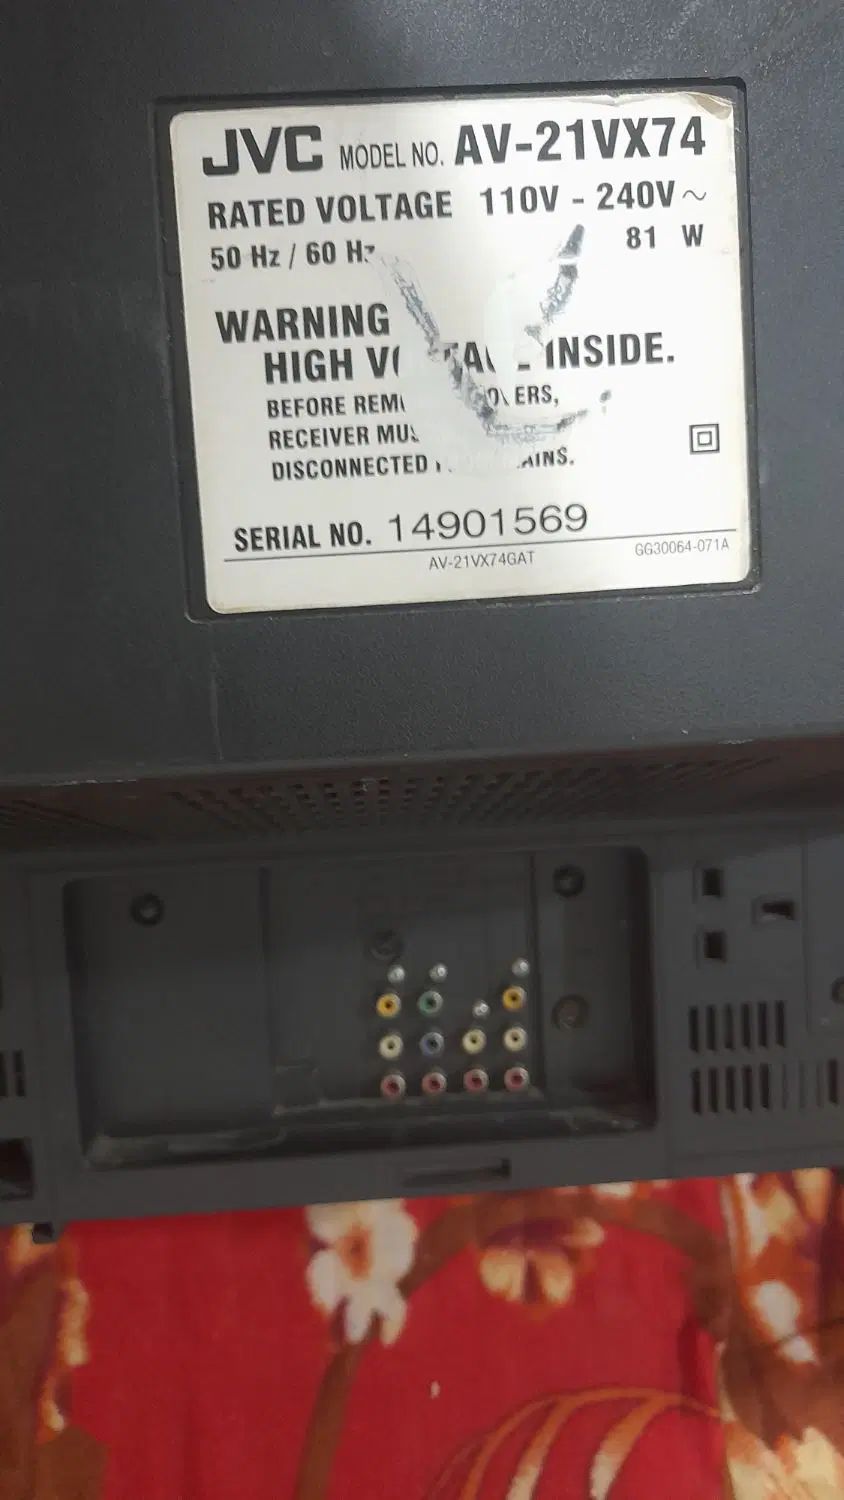 JVC MODEL NO. AV-21VX74
RATED VOLTAGE 110V - 240V ~
50 Hz / 60 Hz 81 W
WARNING
HIGH INSIDE.
BEFORE
RECEIVER
DISCONNECTED
SERIAL NO. 14901569
AV-21VX74GAT GG30064-071A